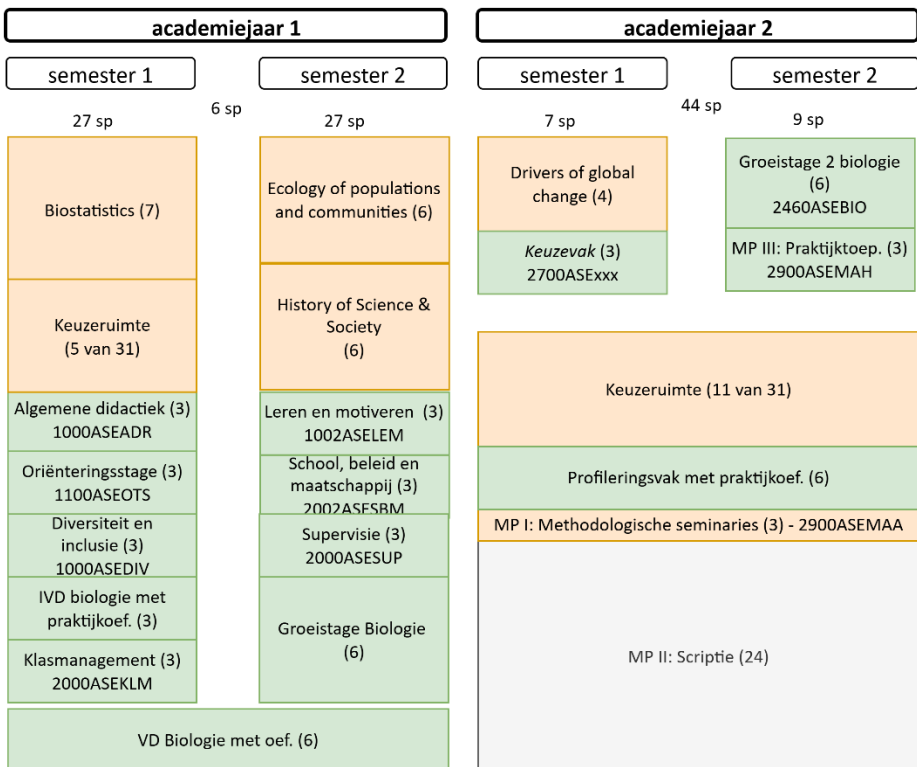 academiejaar 1
semester 1
semester 2
27 sp
6 sp
27 sp
Biostatistics (7)
Keuzeruimte
(5 van 31)
Algemene didactiek (3)
1000ASEADR
Oriënteringsstage (3)
1100ASEOTS
Diversiteit en
inclusie (3)
1000ASEDIV
IVD biologie met
praktijkoef. (3)
Klasmanagement (3)
2000ASEKLM
Ecology of populations
and communities (6)
History of Science &
Society
(6)
Leren en motiveren (3)
1002ASELEM
School, beleid en
maatschappij (3)
2002ASESBM
Supervisie (3)
2000ASESUP
Groeistage Biologie
(6)
VD Biologie met oef. (6)
academiejaar 2
semester 1
semester 2
7 sp
44 sp
9 sp
Drivers of global
change (4)
Keuzevak (3)
2700ASExxx
Groeistage 2 biologie
(6)
2460ASEBIO
MP III: Praktijktoep. (3)
2900ASEMAH
Keuzeruimte (11 van 31)
Profileringsvak met praktijkoef. (6)
MP I: Methodologische seminaries (3) - 2900ASEMAA
MP II: Scriptie (24)